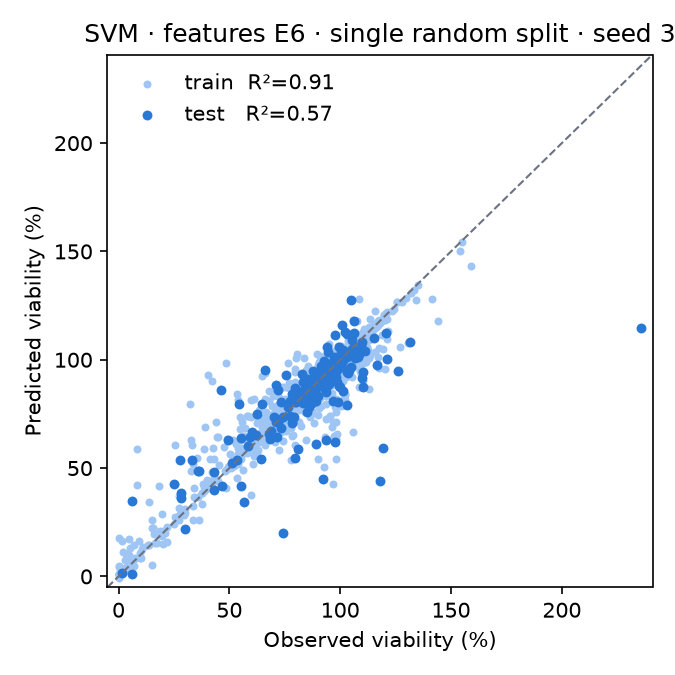 SVM · features E6 · single random split · seed 3
train R²=0.91
test R²=0.57
200
150
100
50
0
Predicted viability (%)
0 50 100 150 200
Observed viability (%)